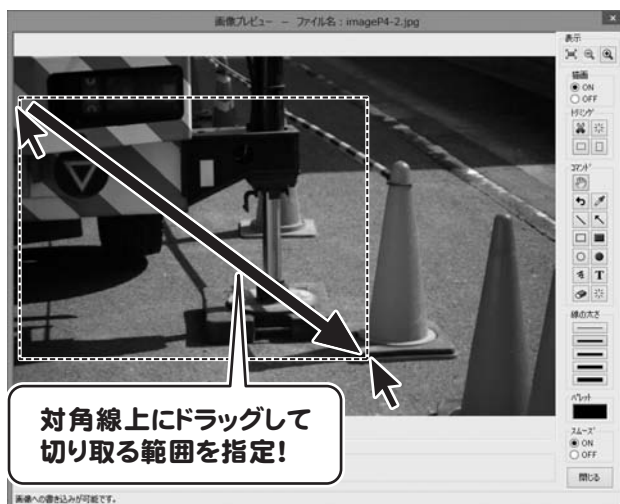 画像プレビュー － ファイル名：imageP4-2.jpg
×
表示
描画
ON
OFF
トリミング
コマンド
T
線の太さ
パレット
スムーズ
ON
OFF
閉じる
対角線上にドラッグして
切り取る範囲を指定!
画像への書き込みが可能です。